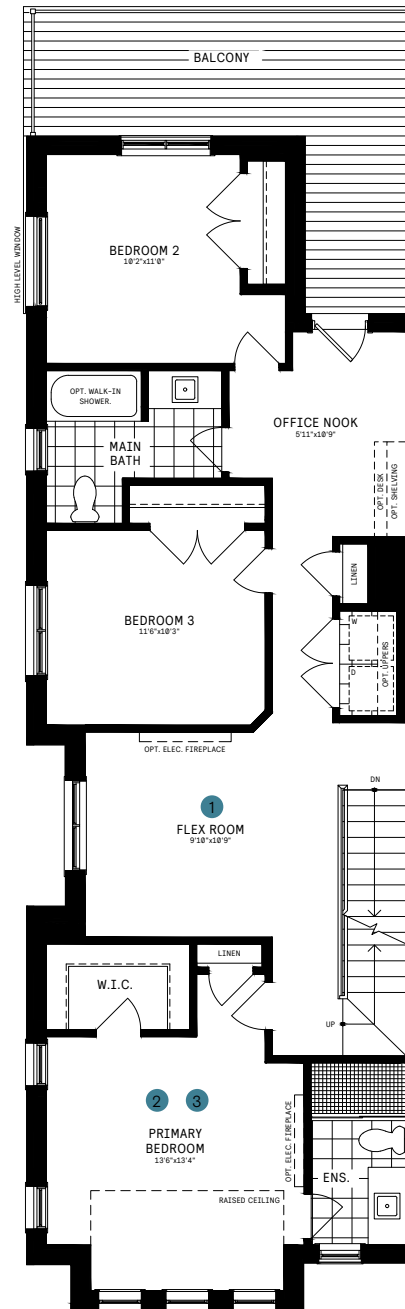 BALCONY
HIGH LEVEL WINDOW
BEDROOM 2
10'2"x11'0"
OPT. WALK-IN
SHOWER.
MAIN
BATH
OFFICE NOOK
5'11"x10'9"
OPT. DESK
OPT. SHELVING
LINEN
BEDROOM 3
11'6"x10'3"
W
D
OPT. UPPERS
OPT. ELEC. FIREPLACE
1
FLEX ROOM
9'10"x10'9"
DN
LINEN
W.I.C.
UP
2 3
PRIMARY
BEDROOM
13'6"x13'4"
OPT. ELEC. FIREPLACE
ENS.
RAISED CEILING